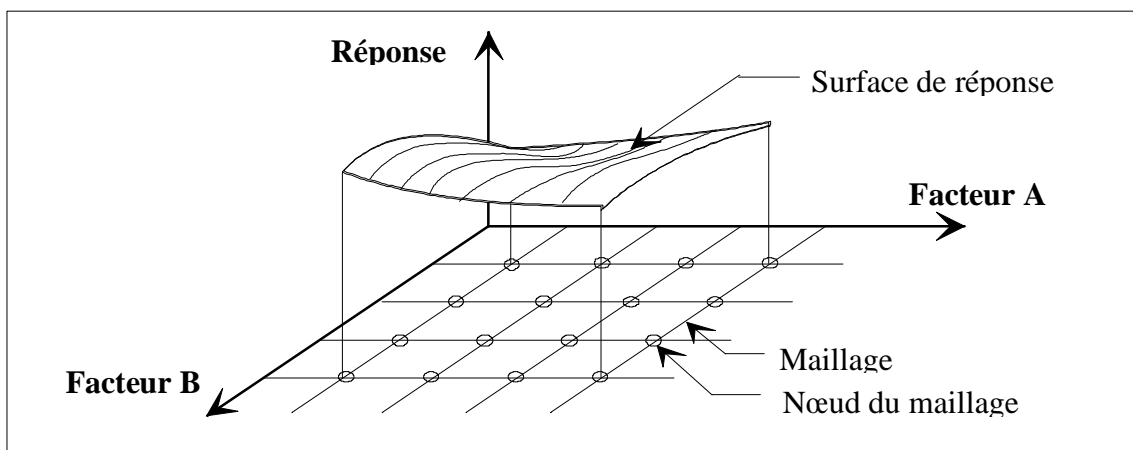 Réponse
Surface de réponse
Facteur A
Maillage
Facteur B
Nœud du maillage